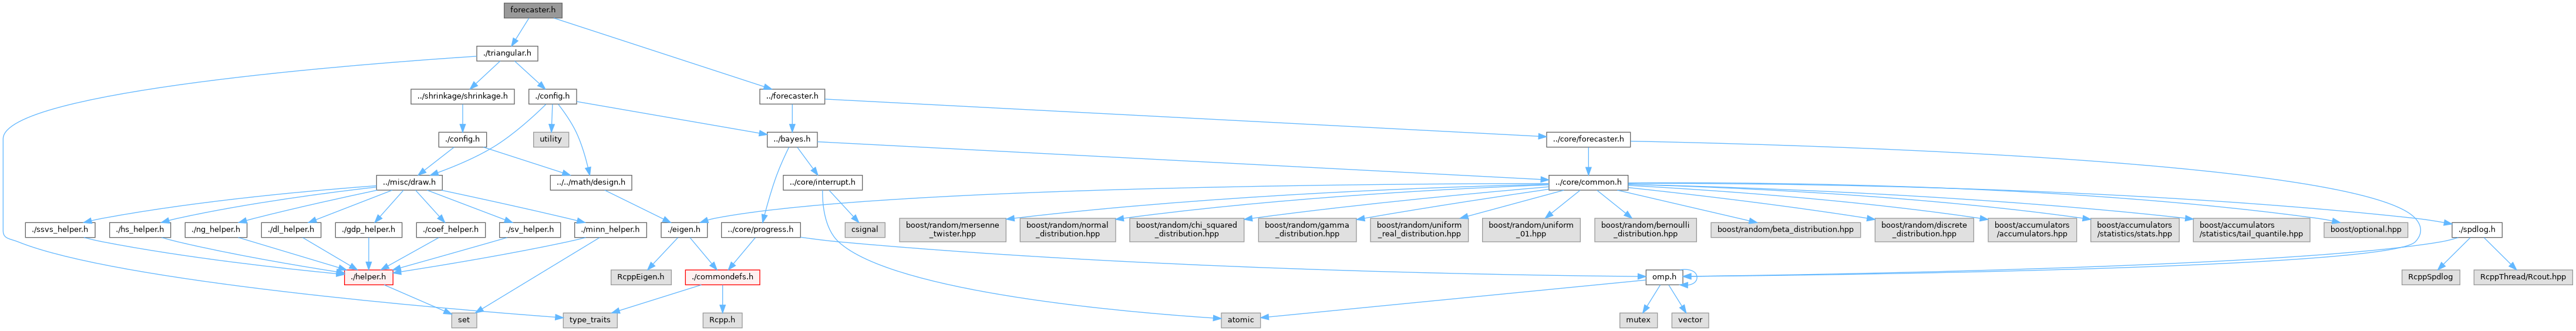 forecaster.h
./triangular.h
../shrinkage/shrinkage.h
./config.h
../forecaster.h
./config.h
utility
../bayes.h
../core/forecaster.h
../misc/draw.h
../../math/design.h
../core/interrupt.h
../core/common.h
./ssvs_helper.h
./hs_helper.h
./ng_helper.h
./dl_helper.h
./gdp_helper.h
./coef_helper.h
./sv_helper.h
./minn_helper.h
./eigen.h
../core/progress.h
csignal
boost/random/mersenne
_twister.hpp
boost/random/normal
_distribution.hpp
boost/random/chi_squared
_distribution.hpp
boost/random/gamma
_distribution.hpp
boost/random/uniform
_real_distribution.hpp
boost/random/uniform
_01.hpp
boost/random/bernoulli
_distribution.hpp
boost/random/beta_distribution.hpp
boost/random/discrete
_distribution.hpp
boost/accumulators
/accumulators.hpp
boost/accumulators
/statistics/stats.hpp
boost/accumulators
/statistics/tail_quantile.hpp
boost/optional.hpp
./spdlog.h
./helper.h
RcppEigen.h
./commondefs.h
omp.h
RcppSpdlog
RcppThread/Rcout.hpp
set
type_traits
Rcpp.h
atomic
mutex
vector